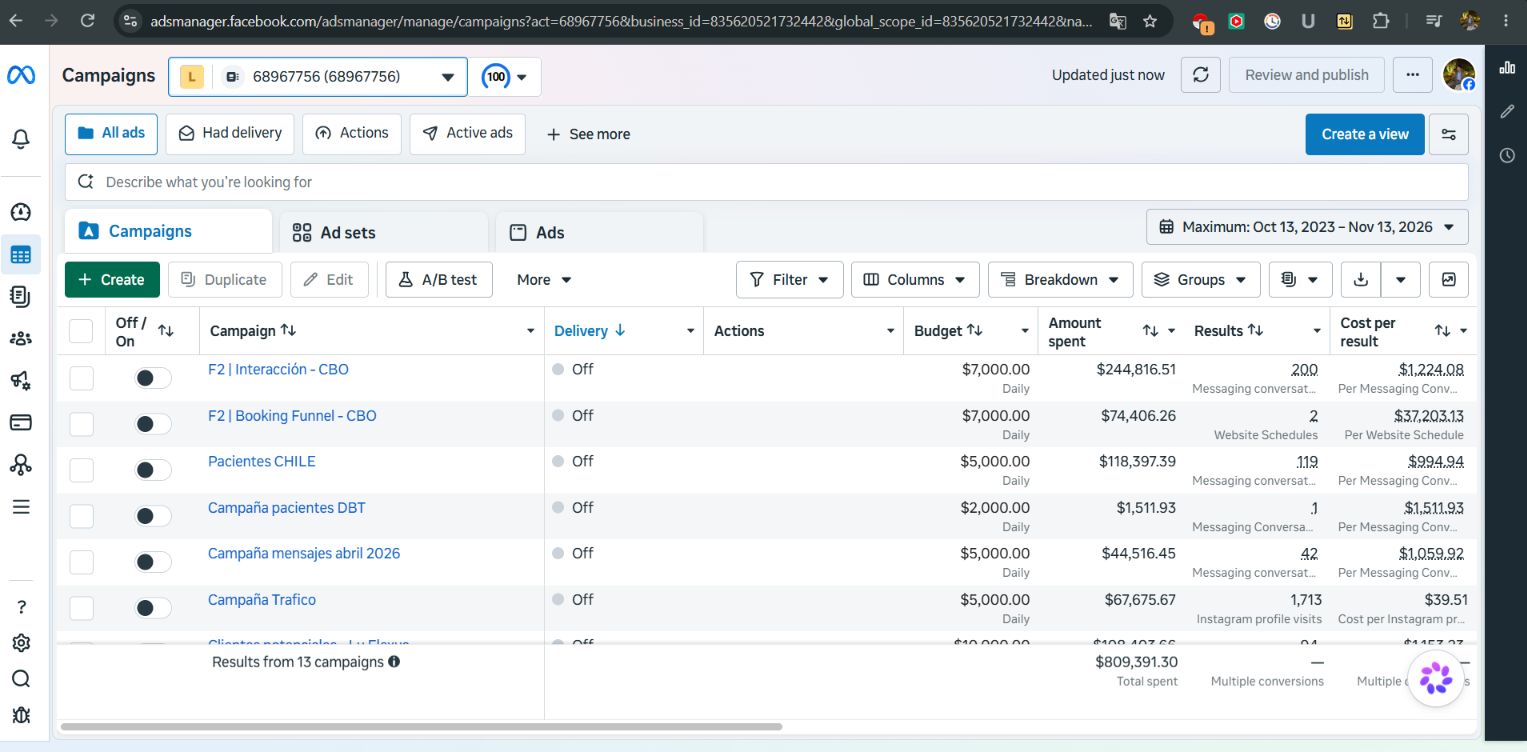 adsmanager.facebook.com/adsmanager/manage/campaigns?act=68967756&business_id=835620521732442&global_scope_id=835620521732442&na...
Campaigns
L
68967756 (68967756)
100
Updated just now
Review and publish
All ads
Had delivery
Actions
Active ads
+ See more
Create a view
Describe what you're looking for
Campaigns
Ad sets
Ads
Maximum: Oct 13, 2023 – Nov 13, 2026
+ Create
Duplicate
Edit
A/B test
More
Filter
Columns
Breakdown
Groups
Off / On
Campaign
Delivery
Actions
Budget
Amount spent
Results
Cost per result
F2 | Interacción - CBO
Off
$7,000.00
Daily
$244,816.51
200
Messaging conversat...
$1,224.08
Per Messaging Conv...
F2 | Booking Funnel - CBO
Off
$7,000.00
Daily
$74,406.26
2
Website Schedules
$37,203.13
Per Website Schedule
Pacientes CHILE
Off
$5,000.00
Daily
$118,397.39
119
Messaging conversat...
$994.94
Per Messaging Conv...
Campaña pacientes DBT
Off
$2,000.00
Daily
$1,511.93
1
Messaging Conversa...
$1,511.93
Per Messaging Conv...
Campaña mensajes abril 2026
Off
$5,000.00
Daily
$44,516.45
42
Messaging conversat...
$1,059.92
Per Messaging Conv...
Campaña Trafico
Off
$5,000.00
Daily
$67,675.67
1,713
Instagram profile visits
$39.51
Cost per Instagram pr...
Off
Results from 13 campaigns
$809,391.30
Total spent
—
Multiple conversions
—
Multiple